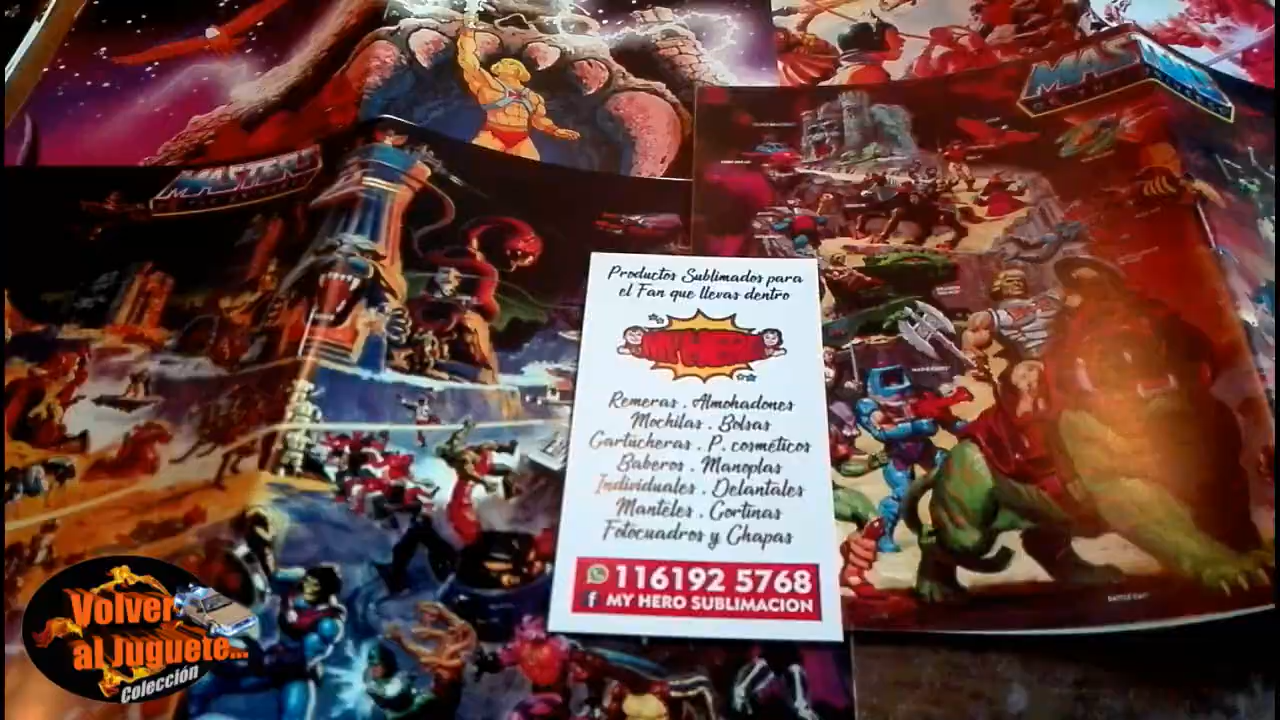 MASTERS
MASTERS
Productos Sublimados para
el Fan que llevas dentro
MY HERO
Remeras . Almohadones
Mochilas . Bolsas
Cartucheras . P. cosméticos
Baberos . Manoplas
Individuales . Delantales
Manteles . Cortinas
Fotocuadros y Chapas
116192 5768
MY HERO SUBLIMACION
Volver
al Juguete...
Colección